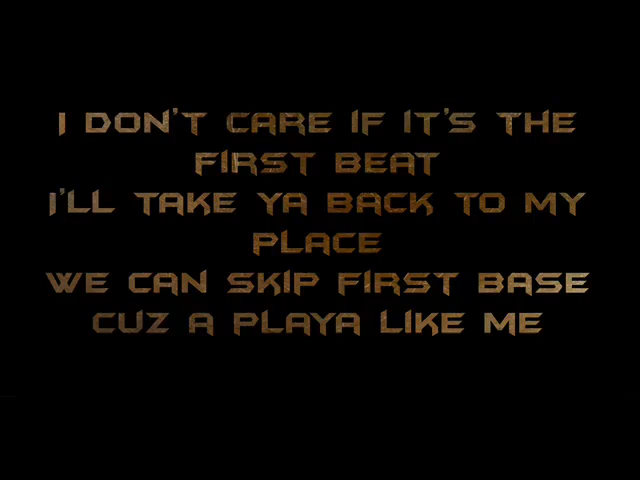 I DON'T CARE IF IT'S THE
FIRST BEAT
I'LL TAKE YA BACK TO MY
PLACE
WE CAN SKIP FIRST BASE
CUZ A PLAYA LIKE ME